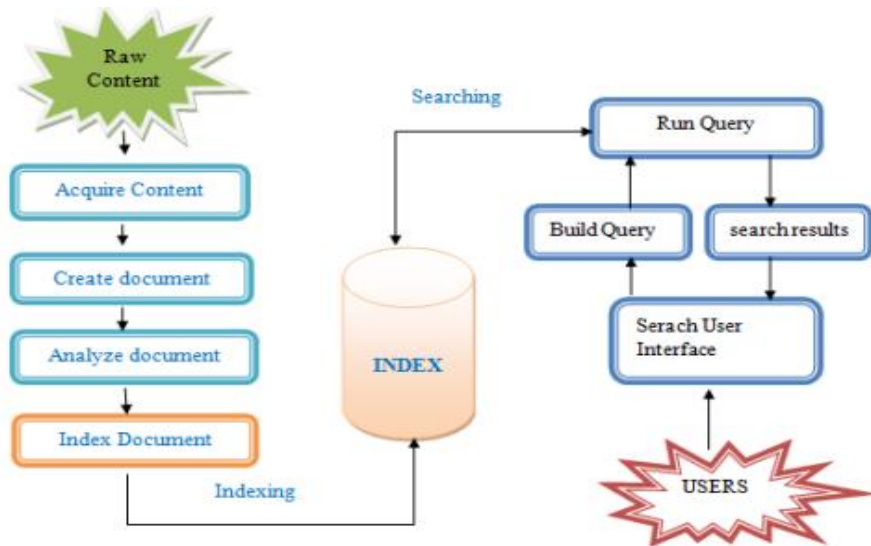 Raw
Content
Acquire Content
Create document
Analyze document
Index Document
Indexing
INDEX
Searching
Run Query
Build Query
search results
Serach User
Interface
USERS